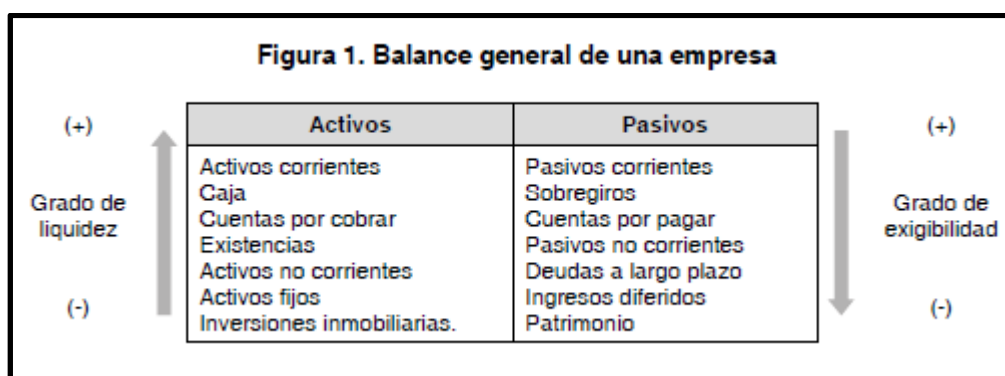 Figura 1. Balance general de una empresa
(+)
Grado de
liquidez
(-)
Activos
Activos corrientes
Caja
Cuentas por cobrar
Existencias
Activos no corrientes
Activos fijos
Inversiones inmobiliarias.
Pasivos
Pasivos corrientes
Sobregiros
Cuentas por pagar
Pasivos no corrientes
Deudas a largo plazo
Ingresos diferidos
Patrimonio
(+)
Grado de
exigibilidad
(-)